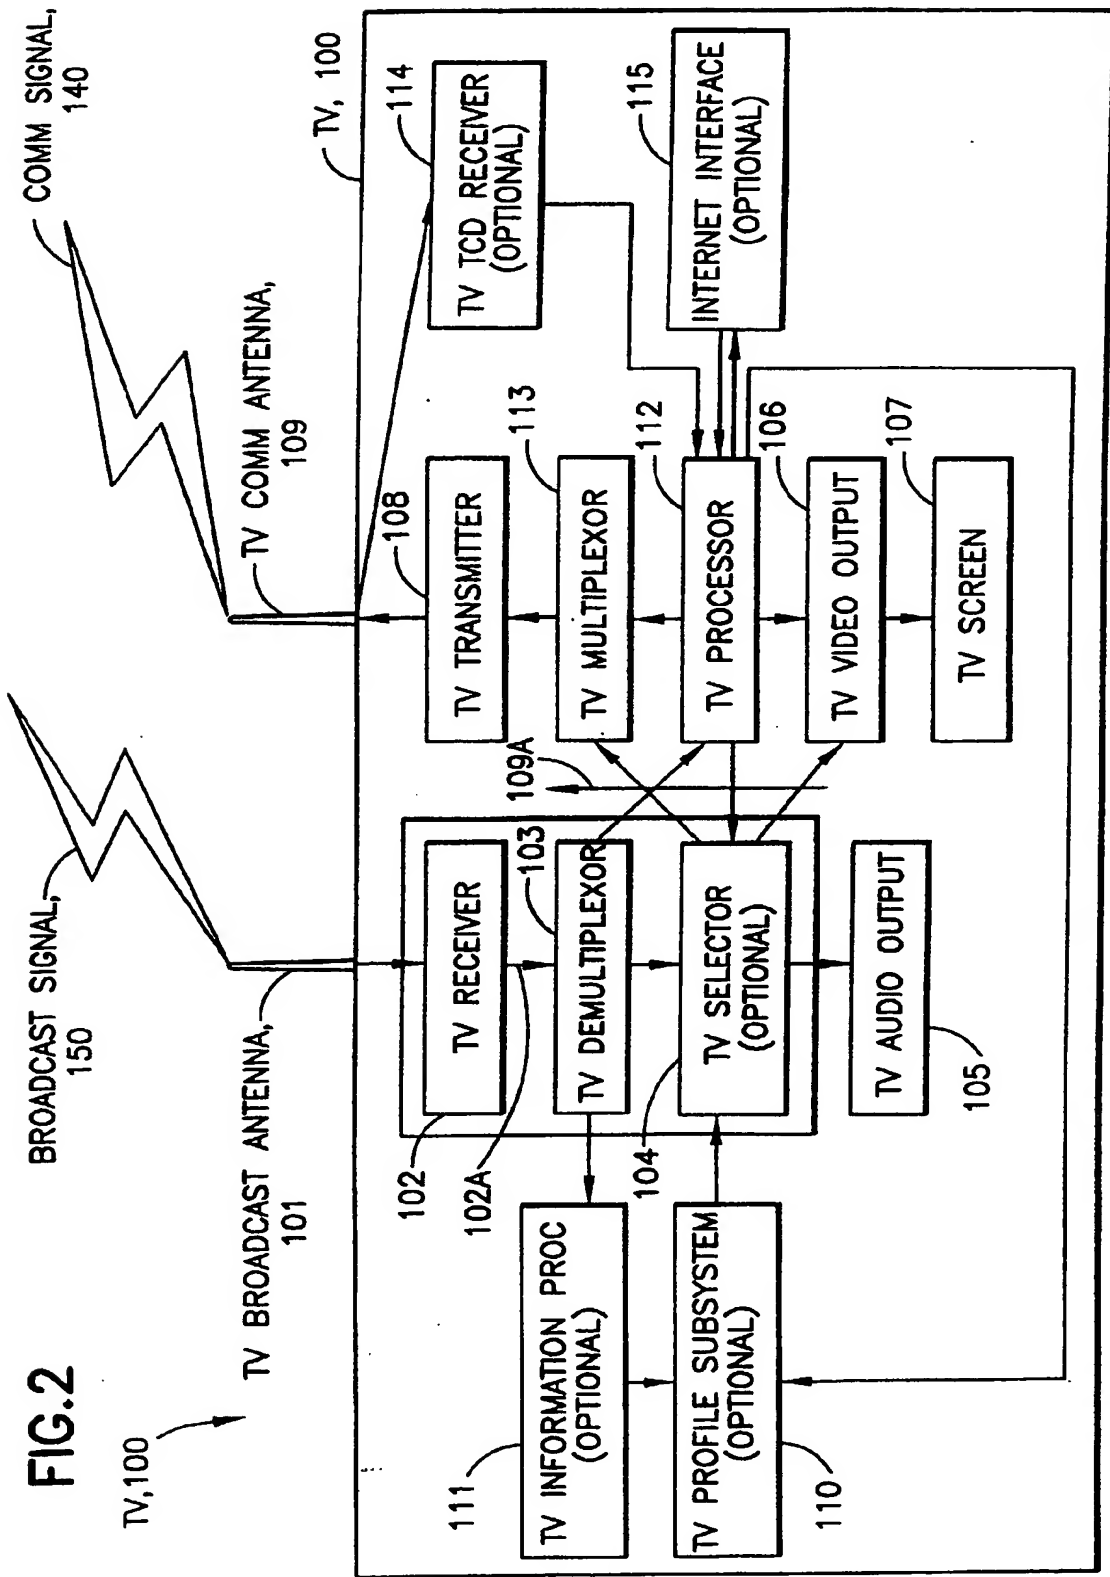 FIG.2
TV,100
BROADCAST SIGNAL,
150
COMM SIGNAL,
140
TV BROADCAST ANTENNA,
101
TV COMM ANTENNA,
109
TV, 100
102
TV RECEIVER
102A
108
TV TRANSMITTER
114
TV TCD RECEIVER
(OPTIONAL)
111
TV INFORMATION PROC
(OPTIONAL)
103
TV DEMULTIPLEXOR
109A
113
TV MULTIPLEXOR
110
TV PROFILE SUBSYSTEM
(OPTIONAL)
104
TV SELECTOR
(OPTIONAL)
112
TV PROCESSOR
115
INTERNET INTERFACE
(OPTIONAL)
105
TV AUDIO OUTPUT
106
TV VIDEO OUTPUT
107
TV SCREEN